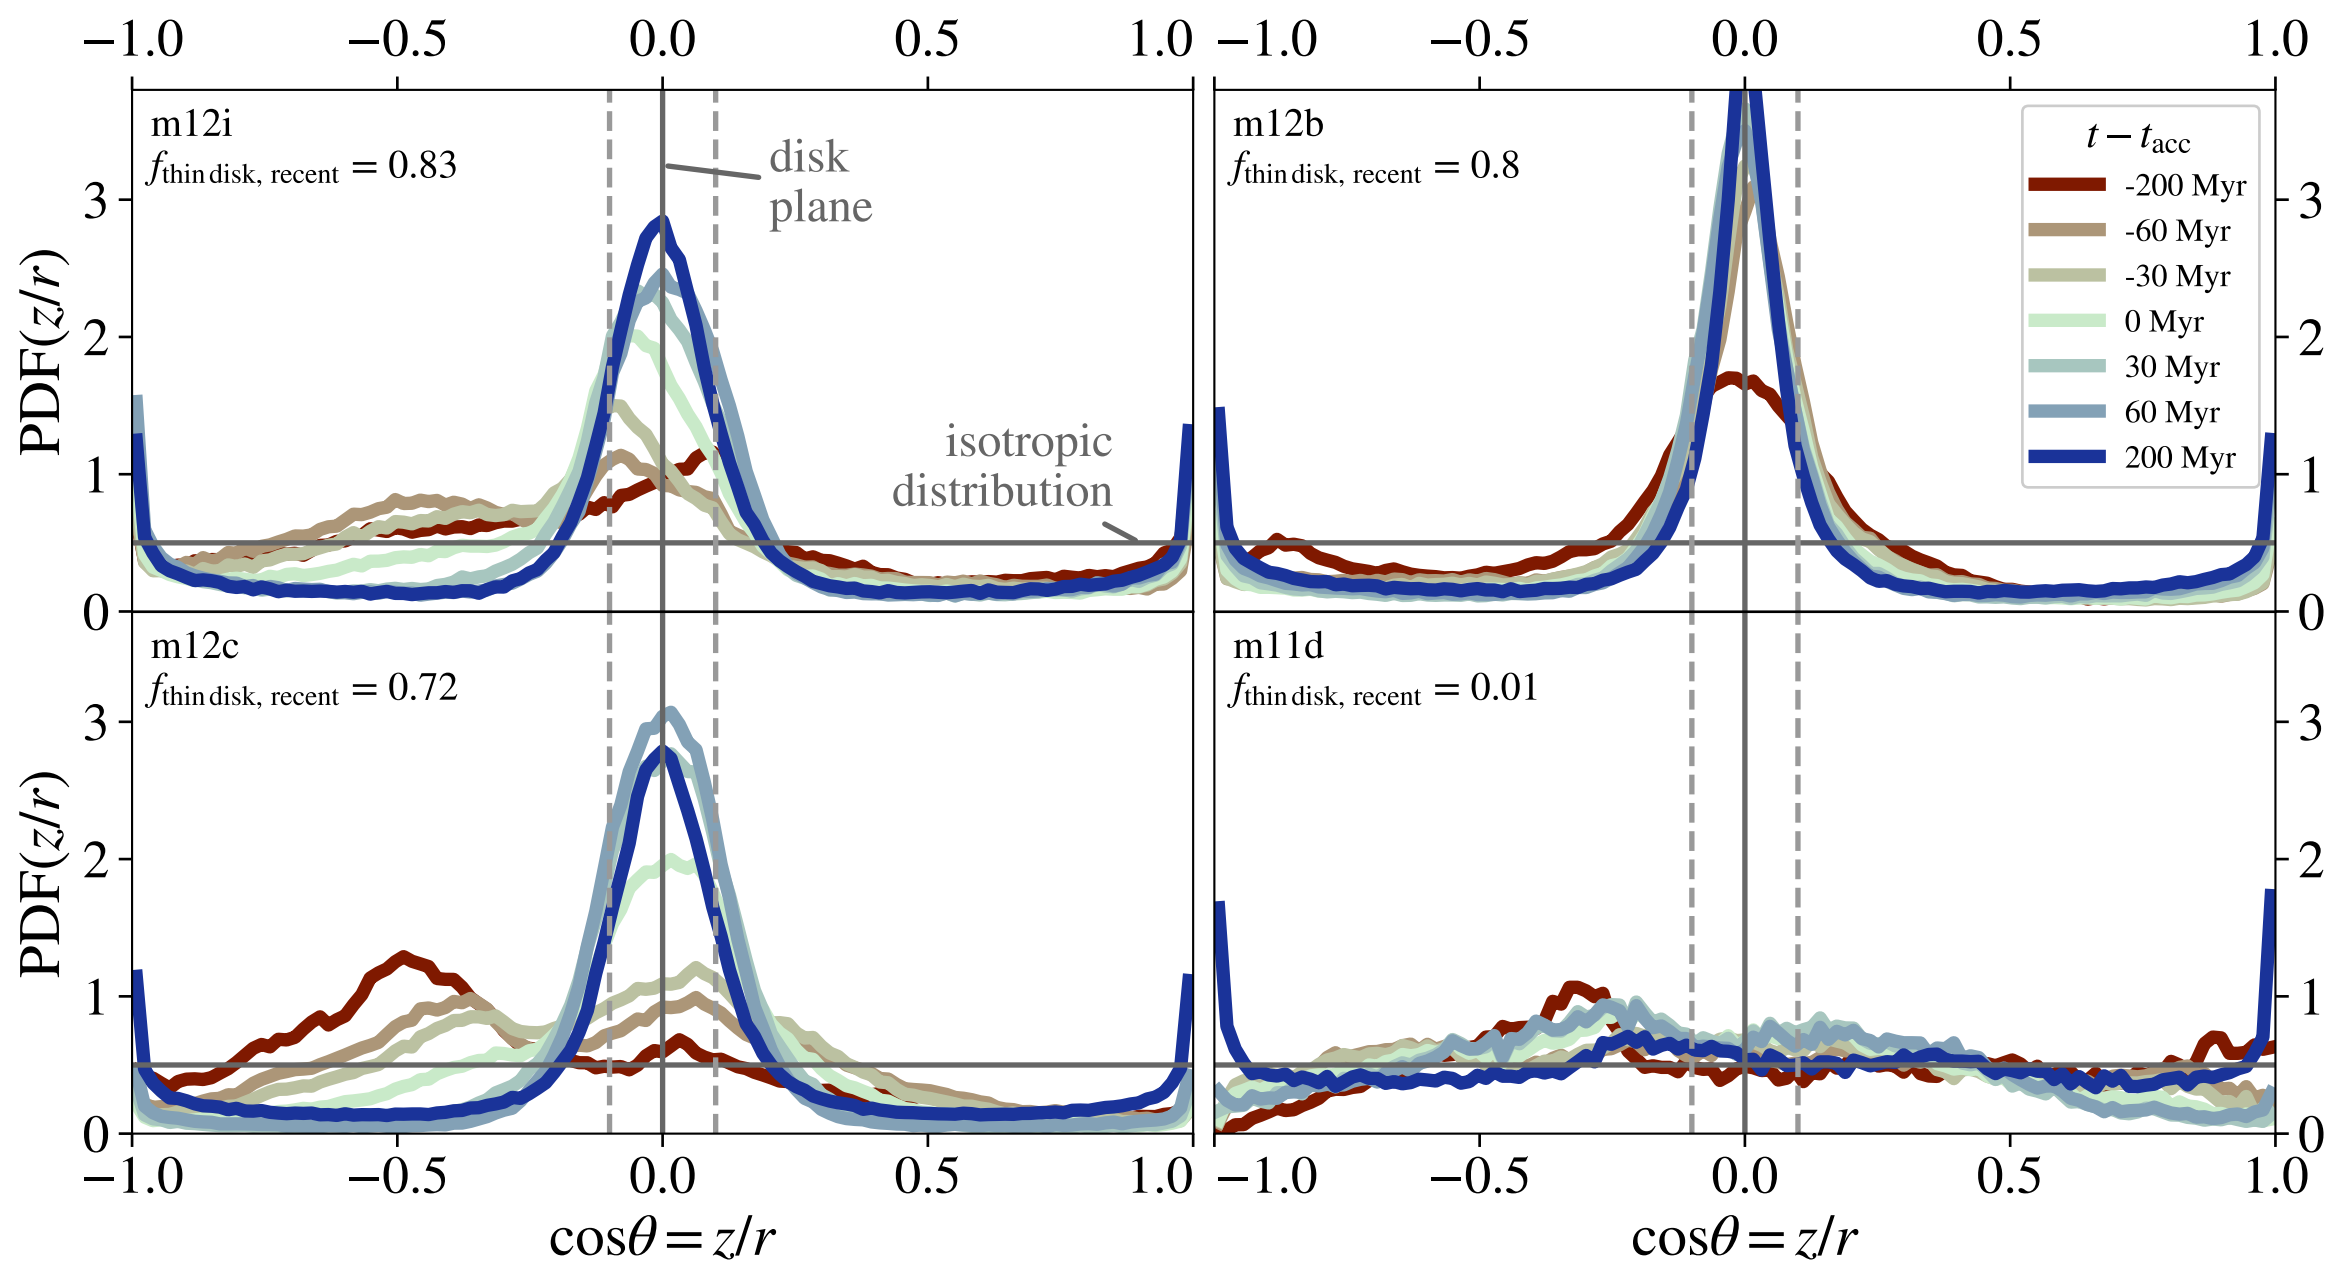 −1.0 −0.5 0.0 0.5 1.0 −1.0 −0.5 0.0 0.5 1.0
m12i
f_thin disk, recent = 0.83
disk
plane
isotropic
distribution
PDF(z/r)
3
2
1
0
m12b
f_thin disk, recent = 0.8
t − t_acc
-200 Myr
-60 Myr
-30 Myr
0 Myr
30 Myr
60 Myr
200 Myr
3
2
1
0
m12c
f_thin disk, recent = 0.72
PDF(z/r)
3
2
1
0
m11d
f_thin disk, recent = 0.01
3
2
1
0
−1.0 −0.5 0.0 0.5 1.0 −1.0 −0.5 0.0 0.5 1.0
cosθ = z/r cosθ = z/r